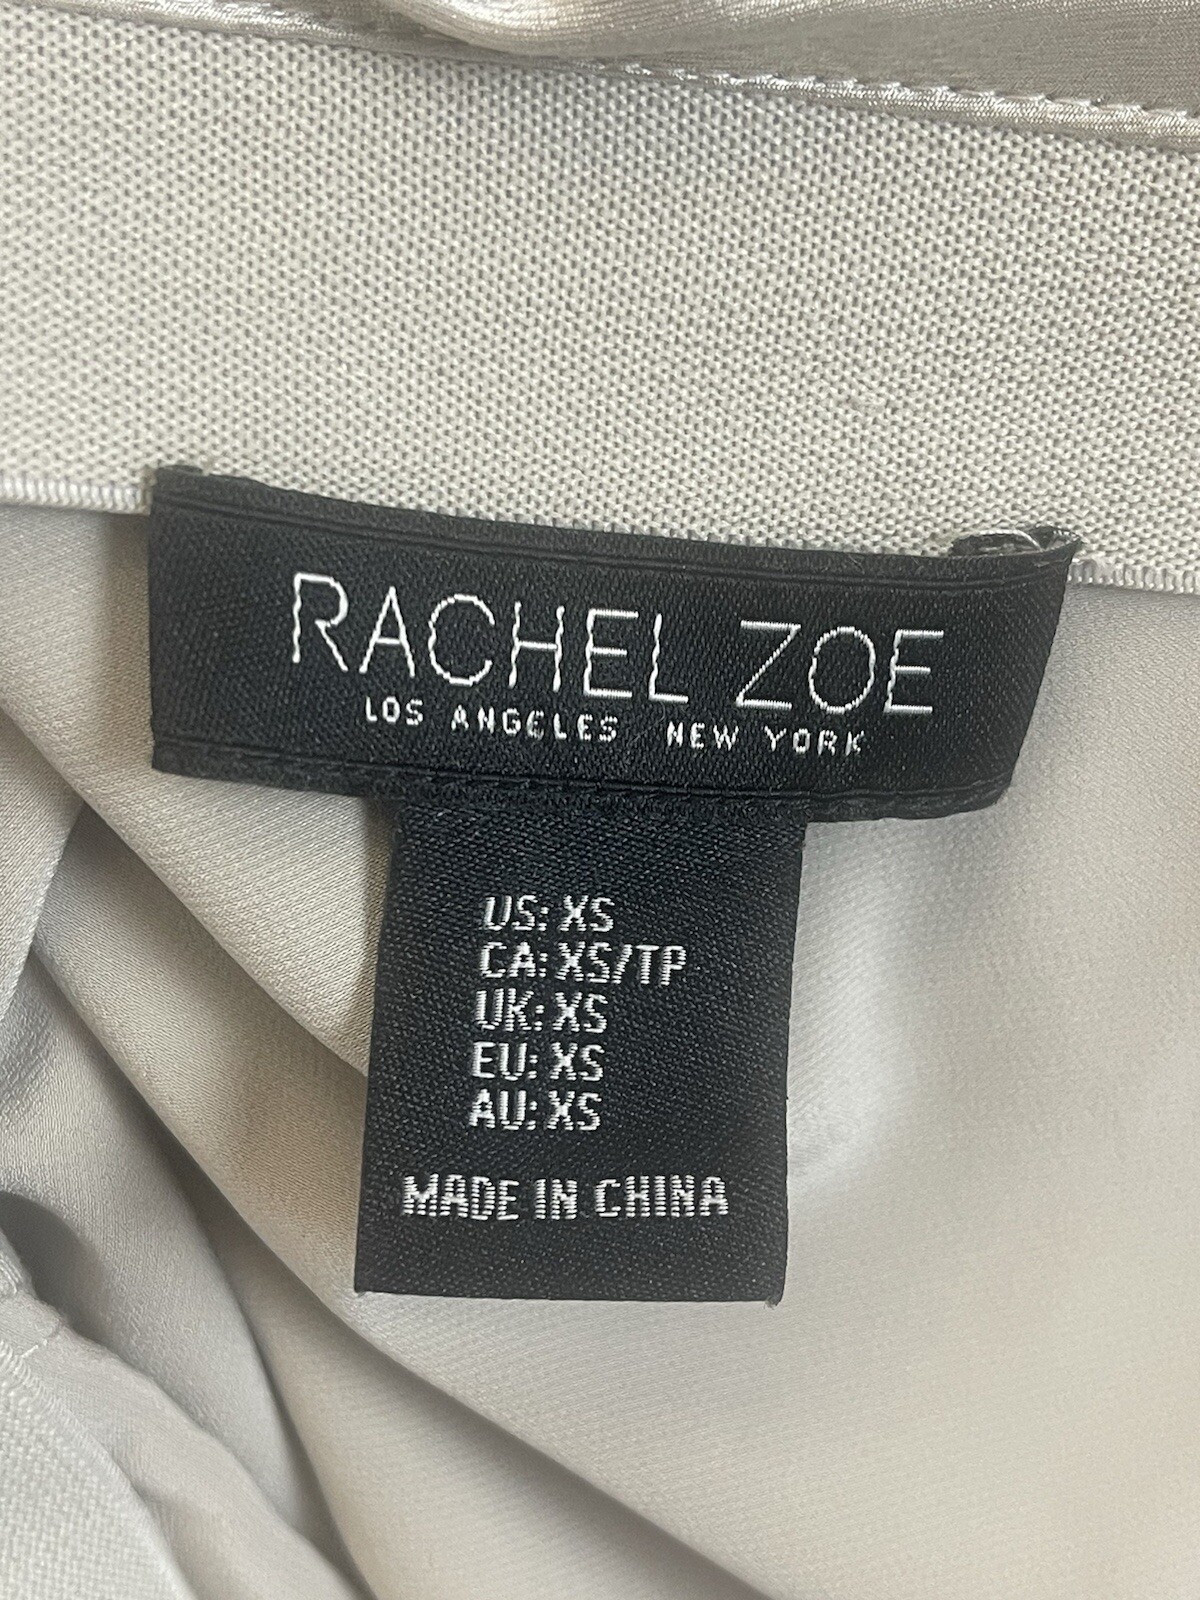 RACHEL ZOE
LOS ANGELES NEW YORK
US: XS
CA: XS/TP
UK: XS
EU: XS
AU: XS
MADE IN CHINA